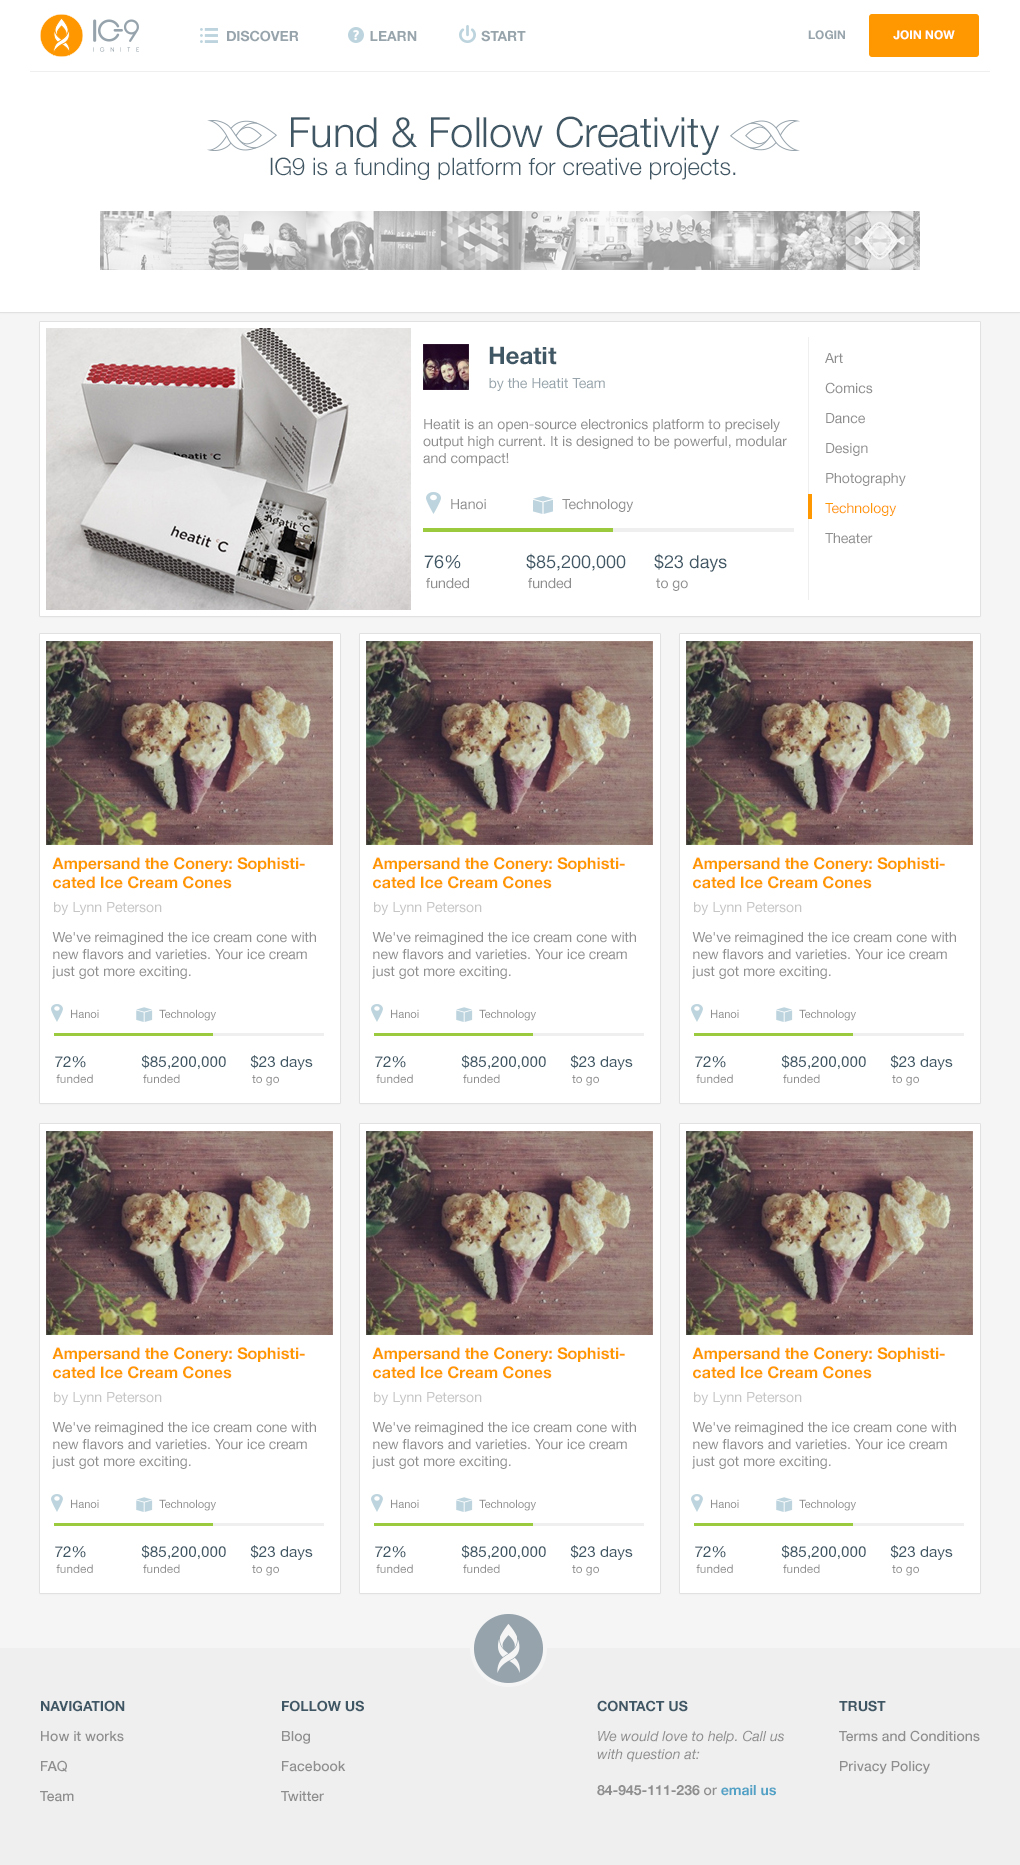 IG-9
IGNITE
DISCOVER
LEARN
START
LOGIN
JOIN NOW
Fund & Follow Creativity
IG9 is a funding platform for creative projects.
heatit °C
heatit °C
heatit °C
Heatit
by the Heatit Team
Heatit is an open-source electronics platform to precisely
output high current. It is designed to be powerful, modular
and compact!
Hanoi
Technology
76%
$85,200,000
$23 days
funded
funded
to go
Art
Comics
Dance
Design
Photography
Technology
Theater
Ampersand the Conery: Sophisti-
cated Ice Cream Cones
by Lynn Peterson
We've reimagined the ice cream cone with
new flavors and varieties. Your ice cream
just got more exciting.
Hanoi
Technology
72%
$85,200,000
$23 days
funded
funded
to go
Ampersand the Conery: Sophisti-
cated Ice Cream Cones
by Lynn Peterson
We've reimagined the ice cream cone with
new flavors and varieties. Your ice cream
just got more exciting.
Hanoi
Technology
72%
$85,200,000
$23 days
funded
funded
to go
Ampersand the Conery: Sophisti-
cated Ice Cream Cones
by Lynn Peterson
We've reimagined the ice cream cone with
new flavors and varieties. Your ice cream
just got more exciting.
Hanoi
Technology
72%
$85,200,000
$23 days
funded
funded
to go
Ampersand the Conery: Sophisti-
cated Ice Cream Cones
by Lynn Peterson
We've reimagined the ice cream cone with
new flavors and varieties. Your ice cream
just got more exciting.
Hanoi
Technology
72%
$85,200,000
$23 days
funded
funded
to go
Ampersand the Conery: Sophisti-
cated Ice Cream Cones
by Lynn Peterson
We've reimagined the ice cream cone with
new flavors and varieties. Your ice cream
just got more exciting.
Hanoi
Technology
72%
$85,200,000
$23 days
funded
funded
to go
Ampersand the Conery: Sophisti-
cated Ice Cream Cones
by Lynn Peterson
We've reimagined the ice cream cone with
new flavors and varieties. Your ice cream
just got more exciting.
Hanoi
Technology
72%
$85,200,000
$23 days
funded
funded
to go
NAVIGATION
How it works
FAQ
Team
FOLLOW US
Blog
Facebook
Twitter
CONTACT US
We would love to help. Call us
with question at:
84-945-111-236 or email us
TRUST
Terms and Conditions
Privacy Policy